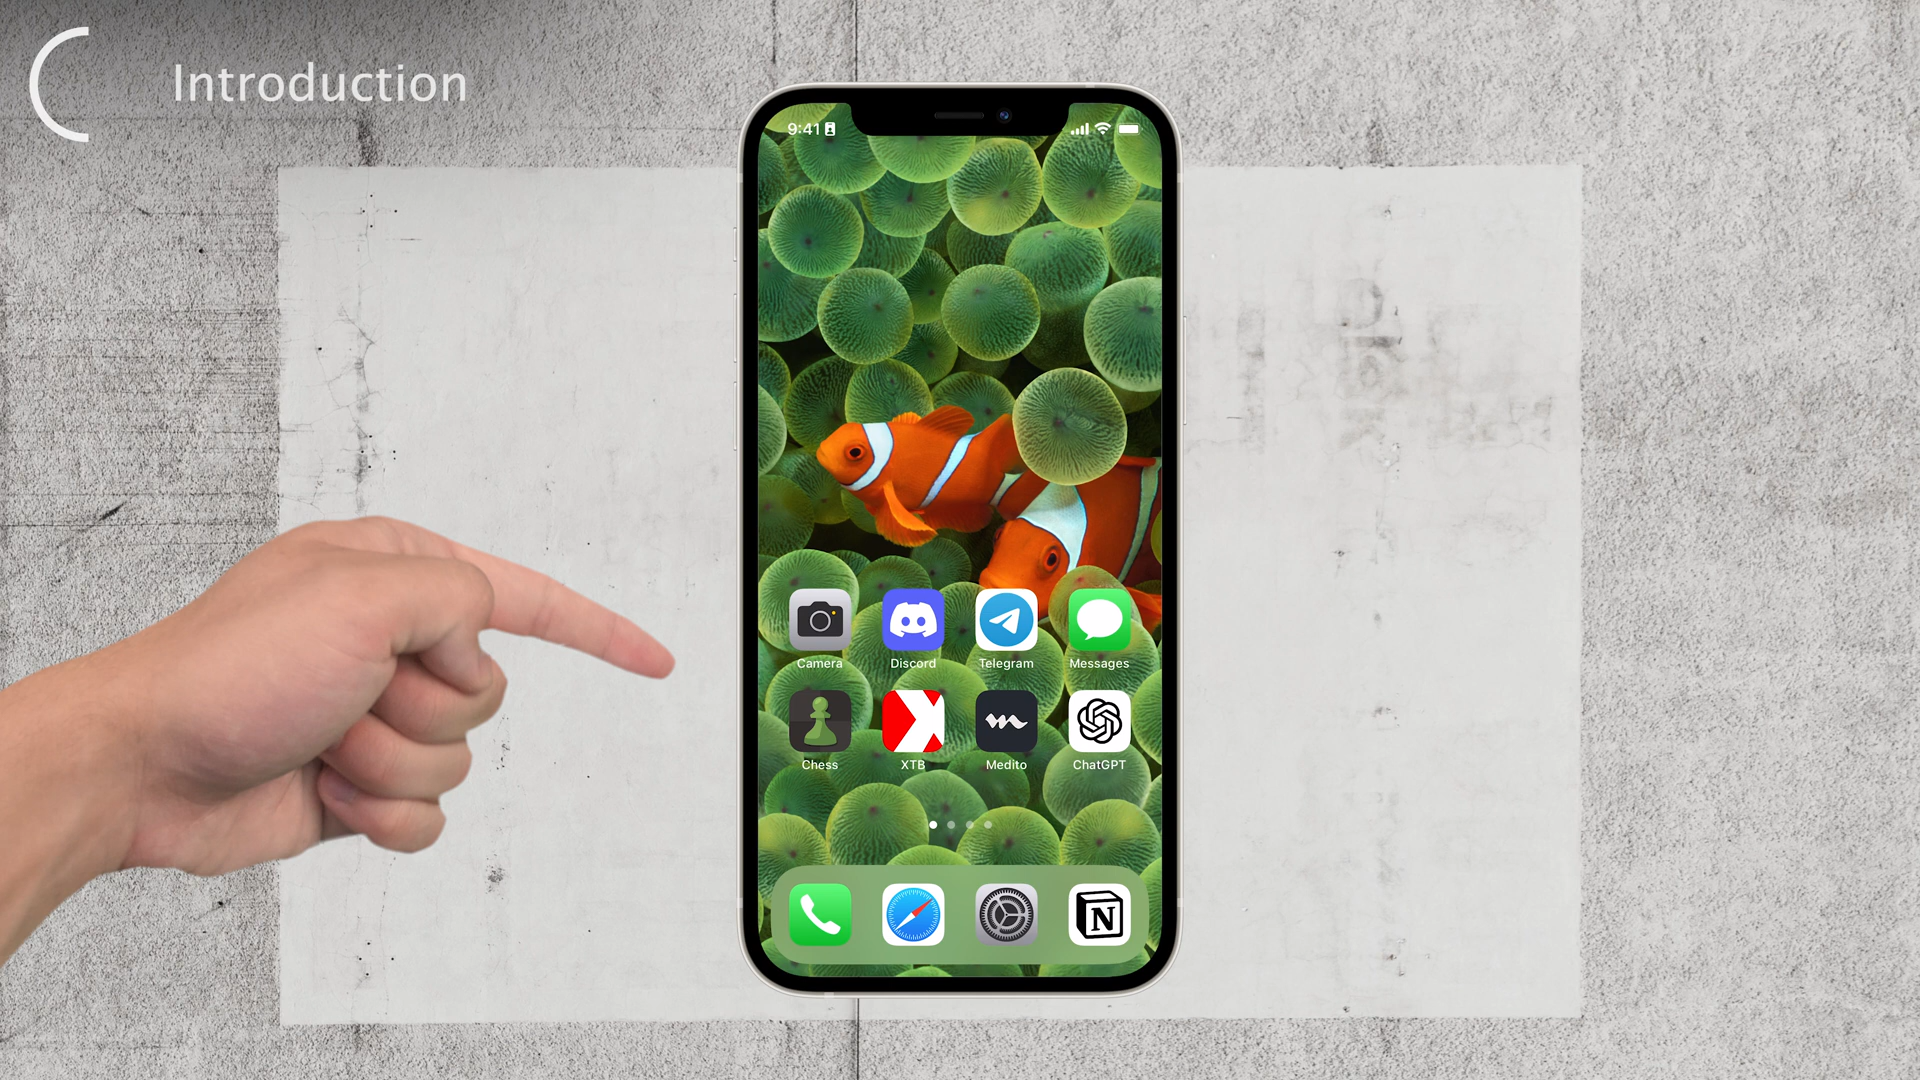 Introduction
9:41
Camera Discord Telegram Messages
Chess XTB Medito ChatGPT
N